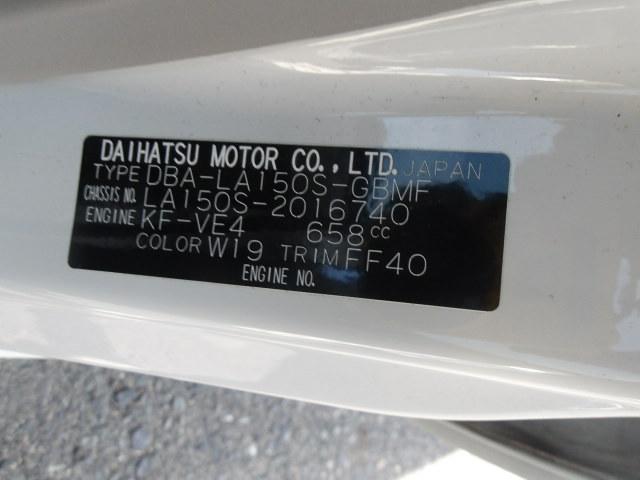 DAIHATSU MOTOR CO., LTD. JAPAN
TYPE DBA-LA150S-GBMF
CHASSIS NO. LA150S-2016740
ENGINE KF-VE4 658cc
COLOR W19 TRIM FF40
ENGINE NO.